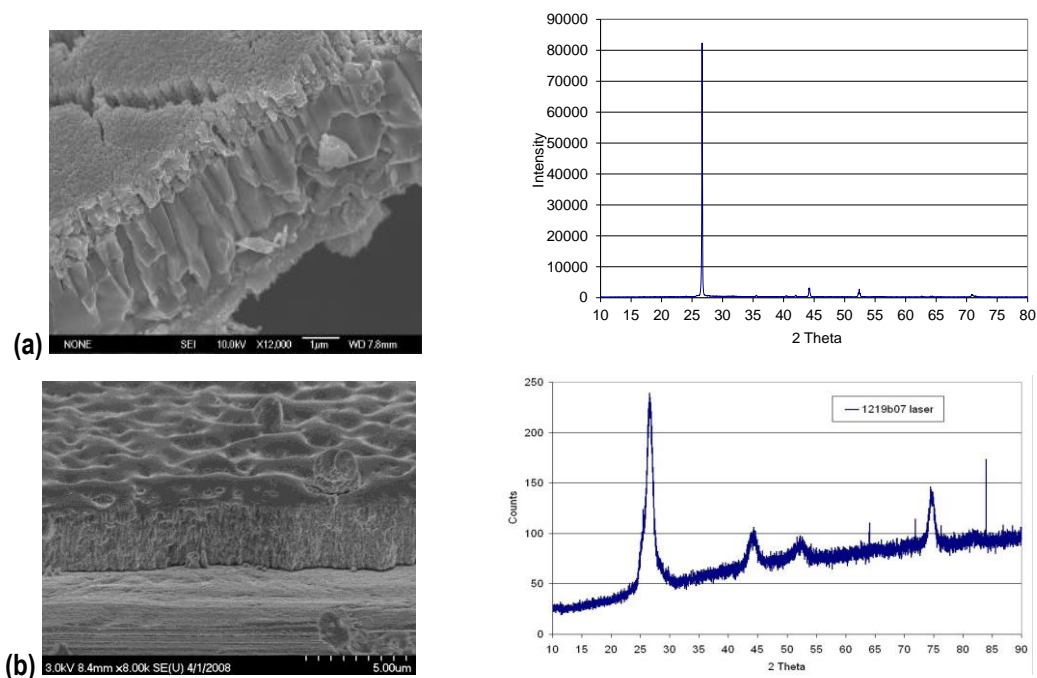 90000
80000
70000
60000
50000
40000
30000
20000
10000
0
Intensity
10 15 20 25 30 35 40 45 50 55 60 65 70 75 80
2 Theta
(a)
NONE SEI 10.0kV X12,000 1μm WD 7.8mm
250
200
150
100
50
0
Counts
1219b07 laser
10 15 20 25 30 35 40 45 50 55 60 65 70 75 80 85 90
2 Theta
(b)
3.0kV 8.4mm x8.00k SE(U) 4/1/2008 5.00um